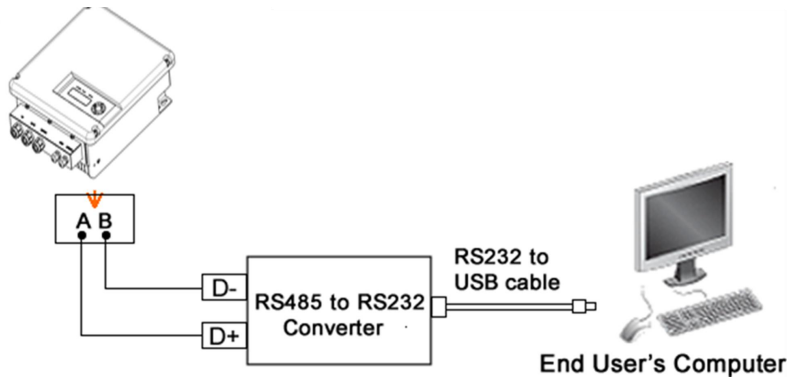 A B
D-
D+
RS485 to RS232
Converter
RS232 to
USB cable
End User's Computer